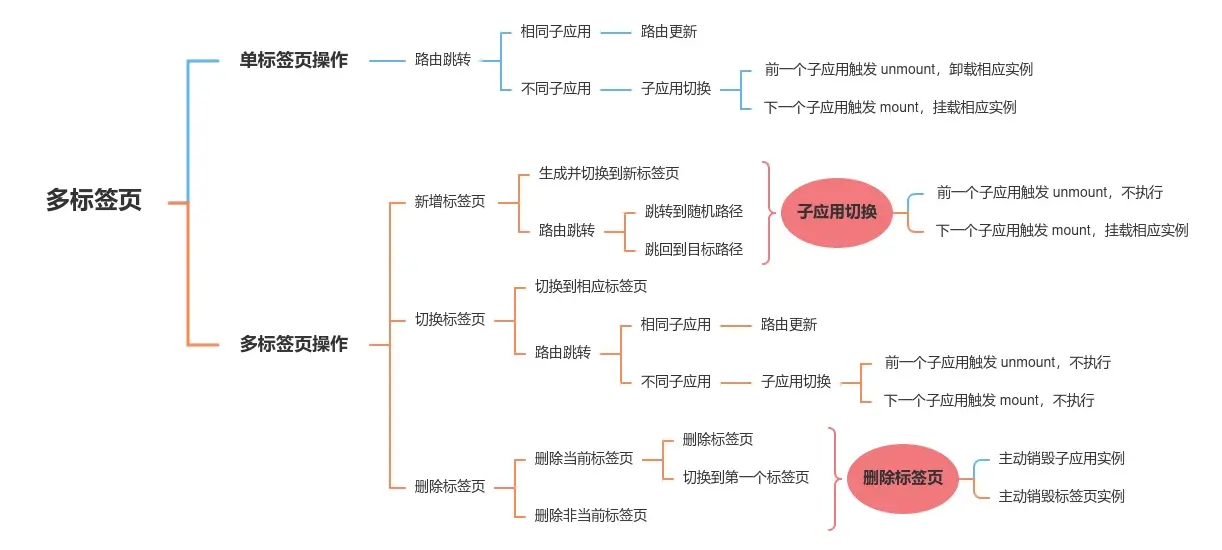 多标签页
单标签页操作
路由跳转
相同子应用
路由更新
不同子应用
子应用切换
前一个子应用触发 unmount，卸载相应实例
下一个子应用触发 mount，挂载相应实例
多标签页操作
新增标签页
生成并切换到新标签页
路由跳转
跳转到随机路径
跳回到目标路径
子应用切换
前一个子应用触发 unmount，不执行
下一个子应用触发 mount，挂载相应实例
切换标签页
切换到相应标签页
路由跳转
相同子应用
路由更新
不同子应用
子应用切换
前一个子应用触发 unmount，不执行
下一个子应用触发 mount，不执行
删除标签页
删除当前标签页
删除标签页
切换到第一个标签页
删除非当前标签页
删除标签页
主动销毁子应用实例
主动销毁标签页实例